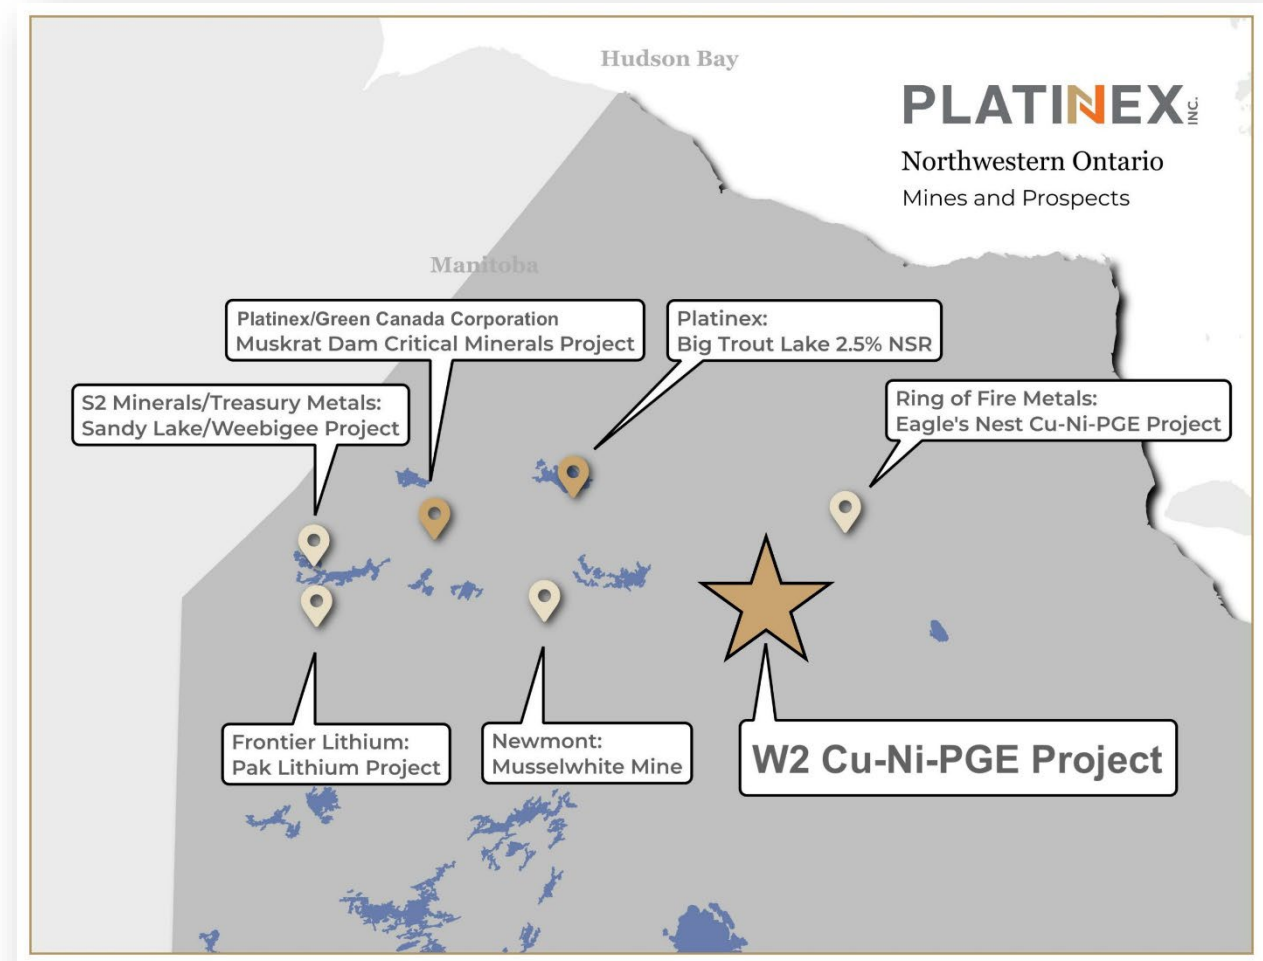 Hudson Bay
PLATINEX INC.
Northwestern Ontario
Mines and Prospects
Manitoba
Platinex/Green Canada Corporation
Muskrat Dam Critical Minerals Project
Platinex:
Big Trout Lake 2.5% NSR
S2 Minerals/Treasury Metals:
Sandy Lake/Weebigee Project
Ring of Fire Metals:
Eagle's Nest Cu-Ni-PGE Project
Frontier Lithium:
Pak Lithium Project
Newmont:
Musselwhite Mine
W2 Cu-Ni-PGE Project